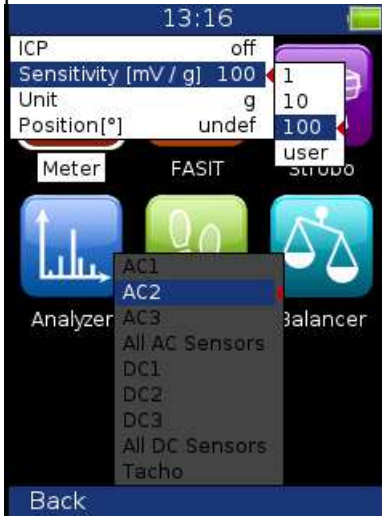 13:16
ICP off
Sensitivity [mV / g] 100
Unit g
Position[°] undef
1
10
100
user
Meter
FASIT
Strobo
Analyzer
Balancer
AC1
AC2
AC3
All AC Sensors
DC1
DC2
DC3
All DC Sensors
Tacho
Back